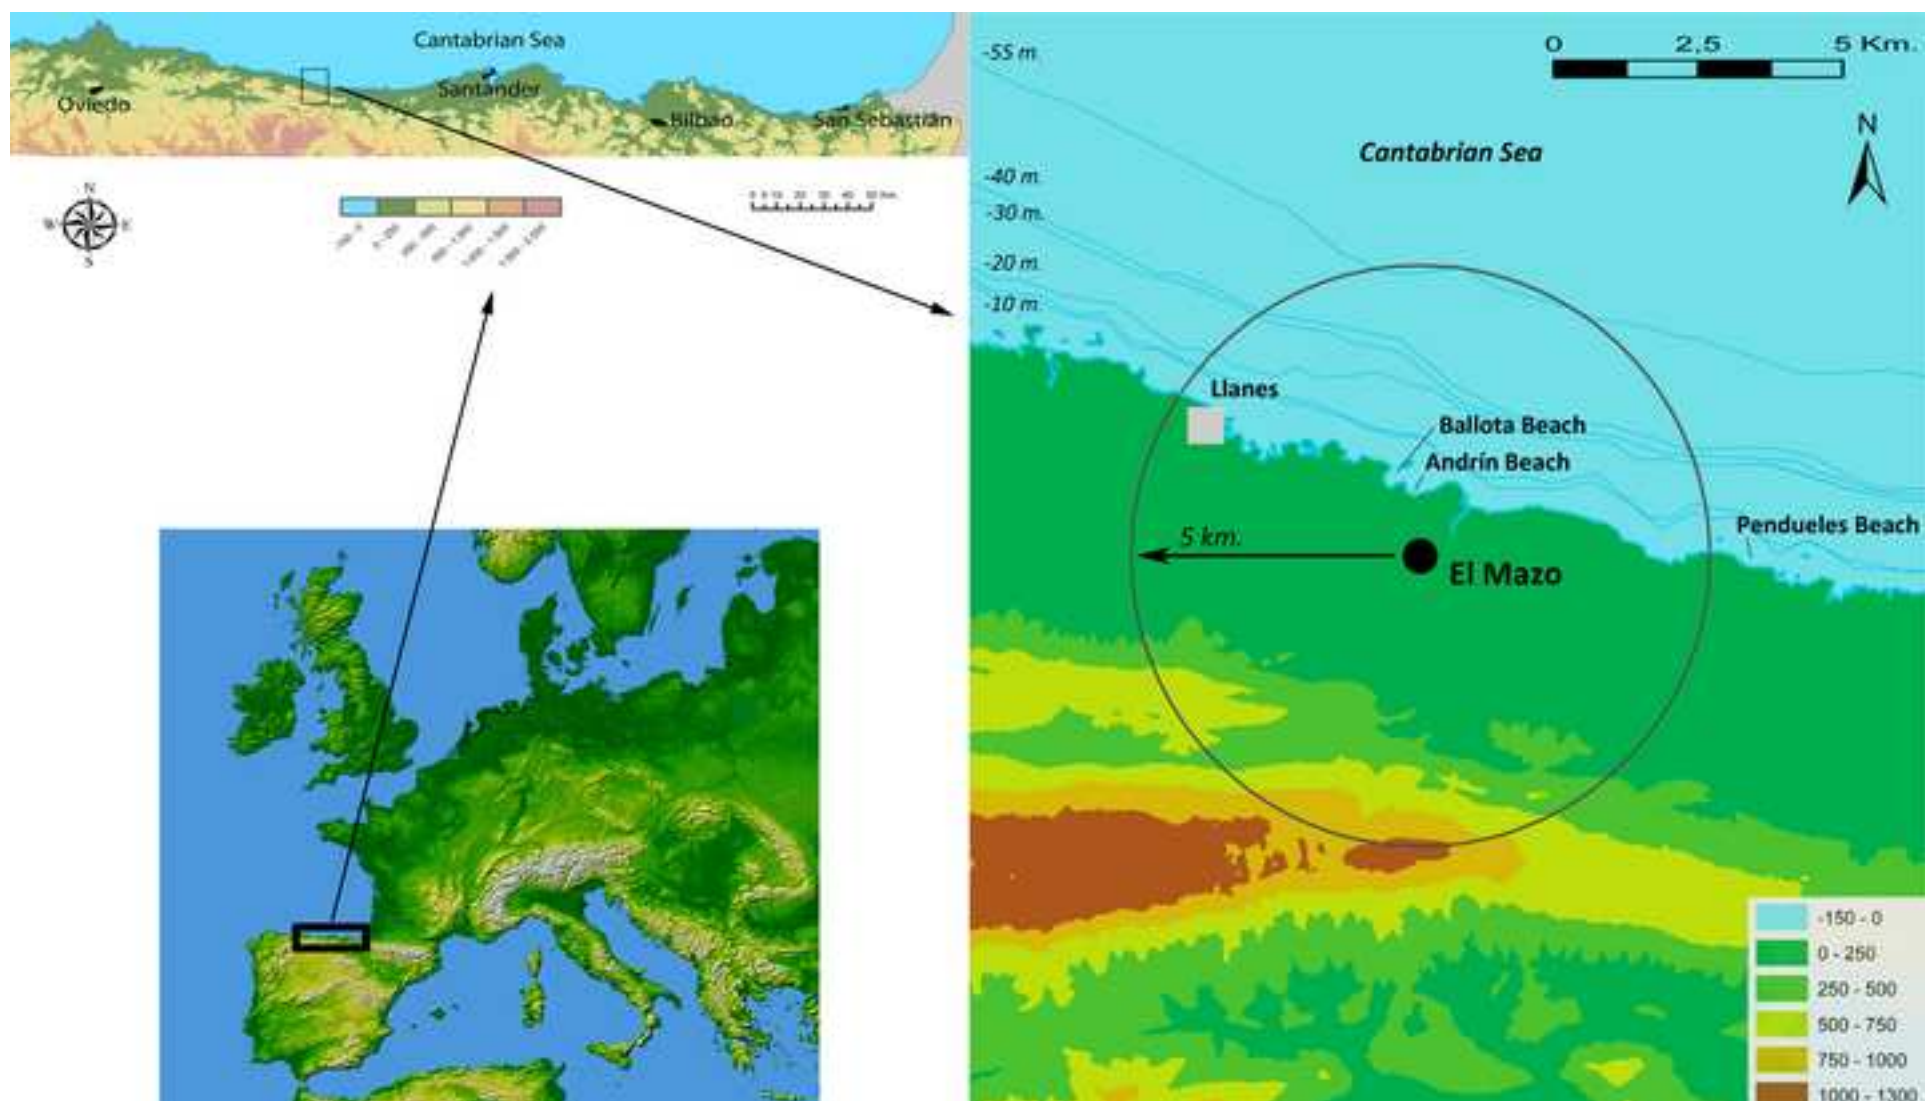 Cantabrian Sea
Oviedo
Santander
Bilbao
San Sebastián
N
W
E
S
-55 m.
-40 m.
-30 m.
-20 m.
-10 m.
0
2,5
5 Km.
Cantabrian Sea
N
Llanes
Ballota Beach
Andrín Beach
Pendueles Beach
5 km.
El Mazo
-150 - 0
0 - 250
250 - 500
500 - 750
750 - 1000
1000 - 1300